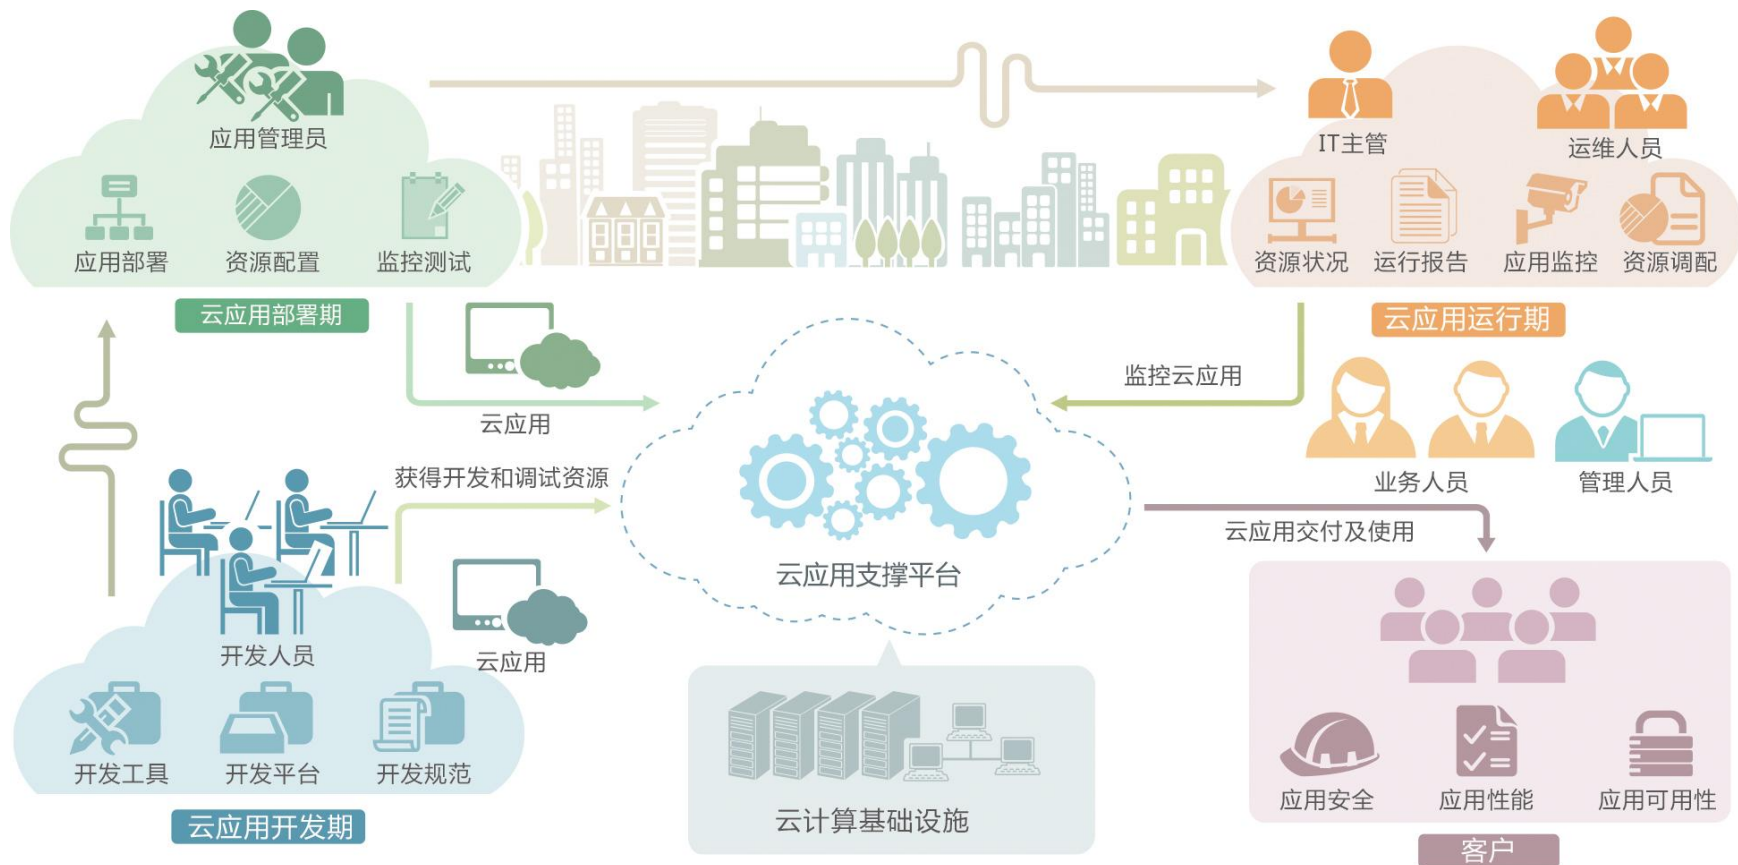 应用管理员
IT主管
运维人员
应用部署
资源配置
监控测试
资源状况
运行报告
应用监控
资源调配
云应用部署期
云应用运行期
监控云应用
云应用
获得开发和调试资源
业务人员
管理人员
云应用交付及使用
云应用支撑平台
开发人员
云应用
开发工具
开发平台
开发规范
云应用开发期
云计算基础设施
应用安全
应用性能
应用可用性
客户